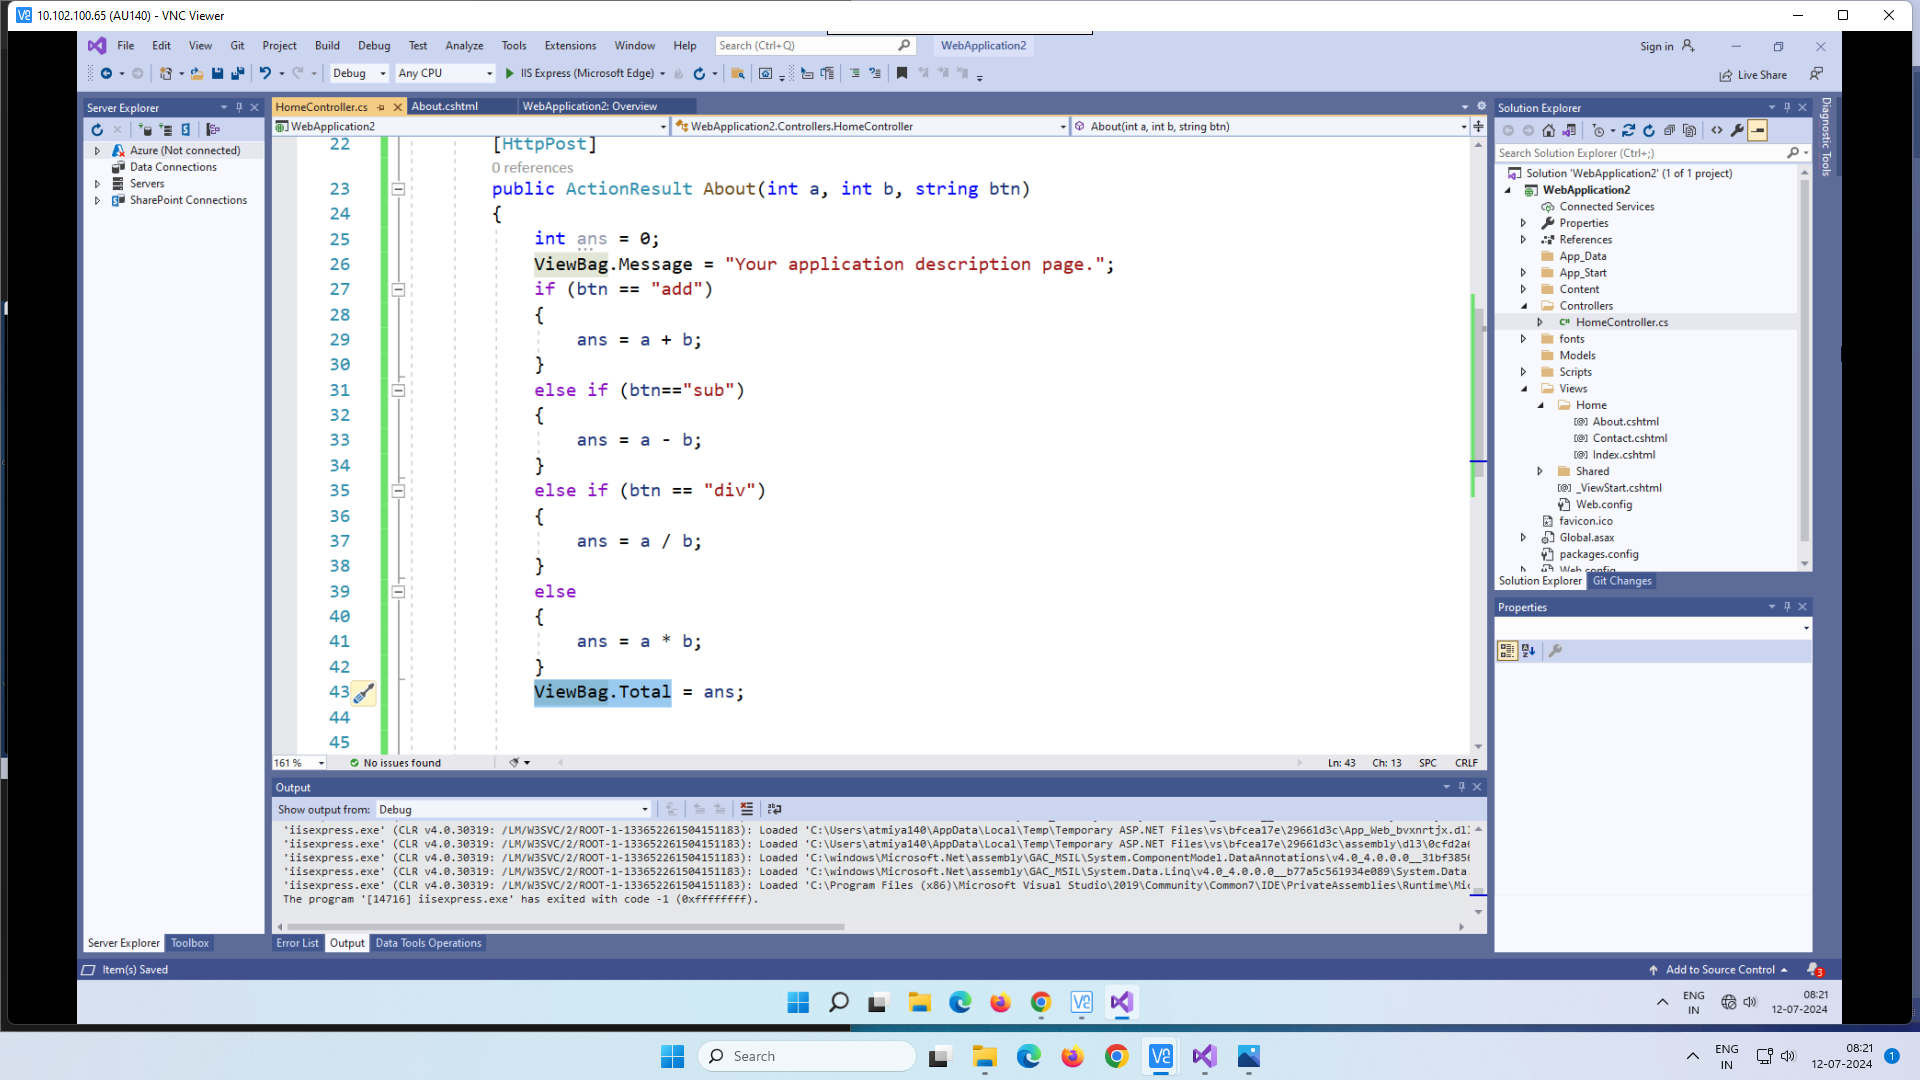 10.102.100.65 (AU140) - VNC Viewer
File Edit View Git Project Build Debug Test Analyze Tools Extensions Window Help Search (Ctrl+Q) WebApplication2 Sign in
Debug Any CPU IIS Express (Microsoft Edge) Live Share
Server Explorer
Azure (Not connected)
Data Connections
Servers
SharePoint Connections
HomeController.cs About.cshtml WebApplication2: Overview
WebApplication2 WebApplication2.Controllers.HomeController About(int a, int b, string btn)
22 [HttpPost]
0 references
23 public ActionResult About(int a, int b, string btn)
24 {
25 int ans = 0;
26 ViewBag.Message = "Your application description page.";
27 if (btn == "add")
28 {
29 ans = a + b;
30 }
31 else if (btn=="sub")
32 {
33 ans = a - b;
34 }
35 else if (btn == "div")
36 {
37 ans = a / b;
38 }
39 else
40 {
41 ans = a * b;
42 }
43 ViewBag.Total = ans;
44
45
161 % No issues found Ln: 43 Ch: 13 SPC CRLF
Output
Show output from: Debug
'iisexpress.exe' (CLR v4.0.30319: /LM/W3SVC/2/ROOT-1-133652261504151183): Loaded 'C:\Users\atmiya140\AppData\Local\Temp\Temporary ASP.NET Files\vs\bfcea17e\29661d3c\App_Web_bvxnrtjx.dl
'iisexpress.exe' (CLR v4.0.30319: /LM/W3SVC/2/ROOT-1-133652261504151183): Loaded 'C:\Users\atmiya140\AppData\Local\Temp\Temporary ASP.NET Files\vs\bfcea17e\29661d3c\assembly\dl3\0cfd2a6
'iisexpress.exe' (CLR v4.0.30319: /LM/W3SVC/2/ROOT-1-133652261504151183): Loaded 'C:\windows\Microsoft.Net\assembly\GAC_MSIL\System.ComponentModel.DataAnnotations\v4.0_4.0.0.0__31bf3856
'iisexpress.exe' (CLR v4.0.30319: /LM/W3SVC/2/ROOT-1-133652261504151183): Loaded 'C:\windows\Microsoft.Net\assembly\GAC_MSIL\System.Data.Linq\v4.0_4.0.0.0__b77a5c561934e089\System.Data.
'iisexpress.exe' (CLR v4.0.30319: /LM/W3SVC/2/ROOT-1-133652261504151183): Loaded 'C:\Program Files (x86)\Microsoft Visual Studio\2019\Community\Common7\IDE\PrivateAssemblies\Runtime\Mi
The program '[14716] iisexpress.exe' has exited with code -1 (0xffffffff).
Server Explorer Toolbox
Error List Output Data Tools Operations
Solution Explorer
Search Solution Explorer (Ctrl+;)
Solution 'WebApplication2' (1 of 1 project)
WebApplication2
Connected Services
Properties
References
App_Data
App_Start
Content
Controllers
HomeController.cs
fonts
Models
Scripts
Views
Home
About.cshtml
Contact.cshtml
Index.cshtml
Shared
_ViewStart.cshtml
Web.config
favicon.ico
Global.asax
packages.config
Web.config
Solution Explorer Git Changes
Properties
Diagnostic Tools
Item(s) Saved Add to Source Control 3
ENG
IN
08:21
12-07-2024
Search
ENG
IN
08:21
12-07-2024
1